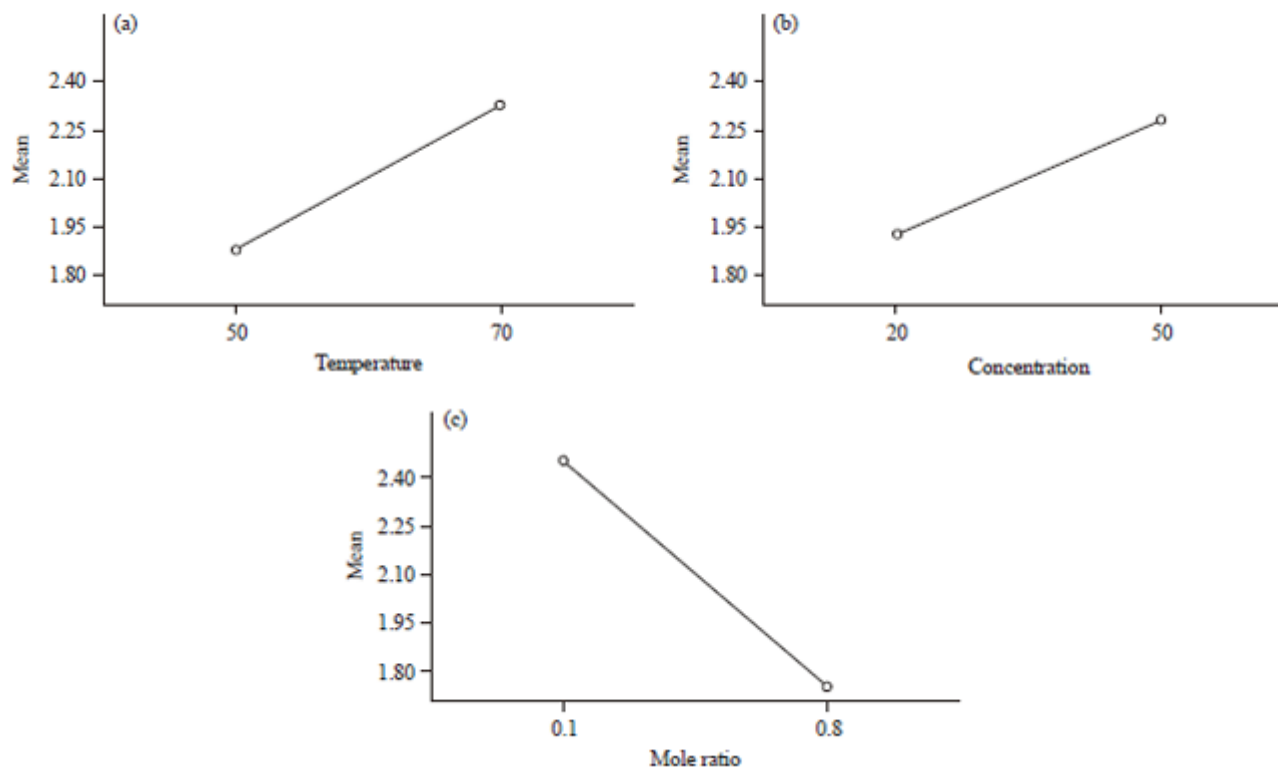 (a)
Mean
2.40
2.25
2.10
1.95
1.80
50 70
Temperature
(b)
Mean
2.40
2.25
2.10
1.95
1.80
20 50
Concentration
(c)
Mean
2.40
2.25
2.10
1.95
1.80
0.1 0.8
Mole ratio